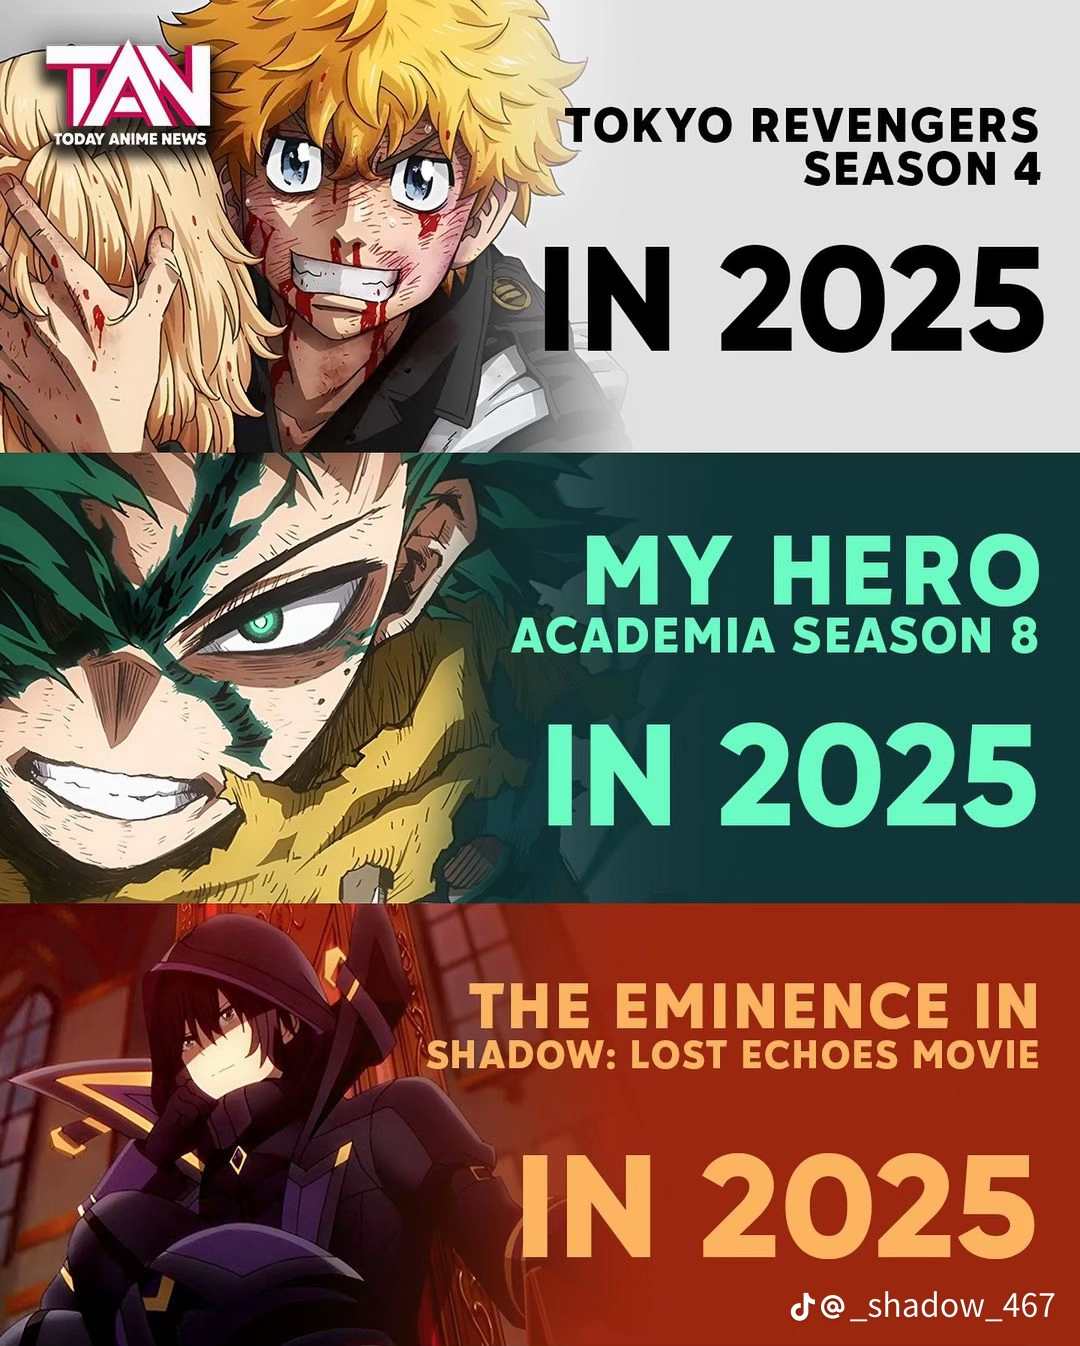 TAN
TODAY ANIME NEWS
TOKYO REVENGERS
SEASON 4
IN 2025
MY HERO
ACADEMIA SEASON 8
IN 2025
THE EMINENCE IN
SHADOW: LOST ECHOES MOVIE
IN 2025
@_shadow_467